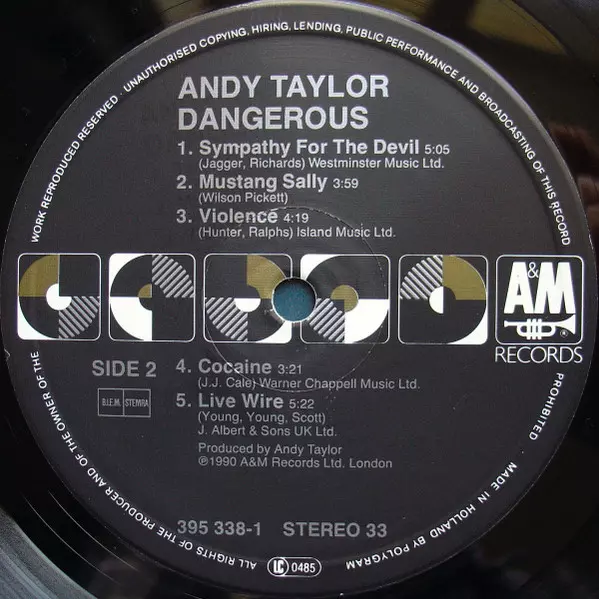 WORK REPRODUCED RESERVED . UNAUTHORISED COPYING, HIRING, LENDING, PUBLIC PERFORMANCE AND BROADCASTING OF THIS RECORD
ANDY TAYLOR
DANGEROUS
1. Sympathy For The Devil 5:05
(Jagger, Richards) Westminster Music Ltd.
2. Mustang Sally 3:59
(Wilson Pickett)
3. Violence 4:19
(Hunter, Ralphs) Island Music Ltd.
A&M
RECORDS
SIDE 2
B.I.E.M. STEMRA
4. Cocaine 3:21
(J.J. Cale) Warner Chappell Music Ltd.
5. Live Wire 5:22
(Young, Young, Scott)
J. Albert & Sons UK Ltd.
Produced by Andy Taylor
℗1990 A&M Records Ltd. London
395 338-1 STEREO 33
LC 0485
PROHIBITED
MADE IN HOLLAND BY POLYGRAM
ALL RIGHTS OF THE PRODUCER AND OF THE OWNER OF THE